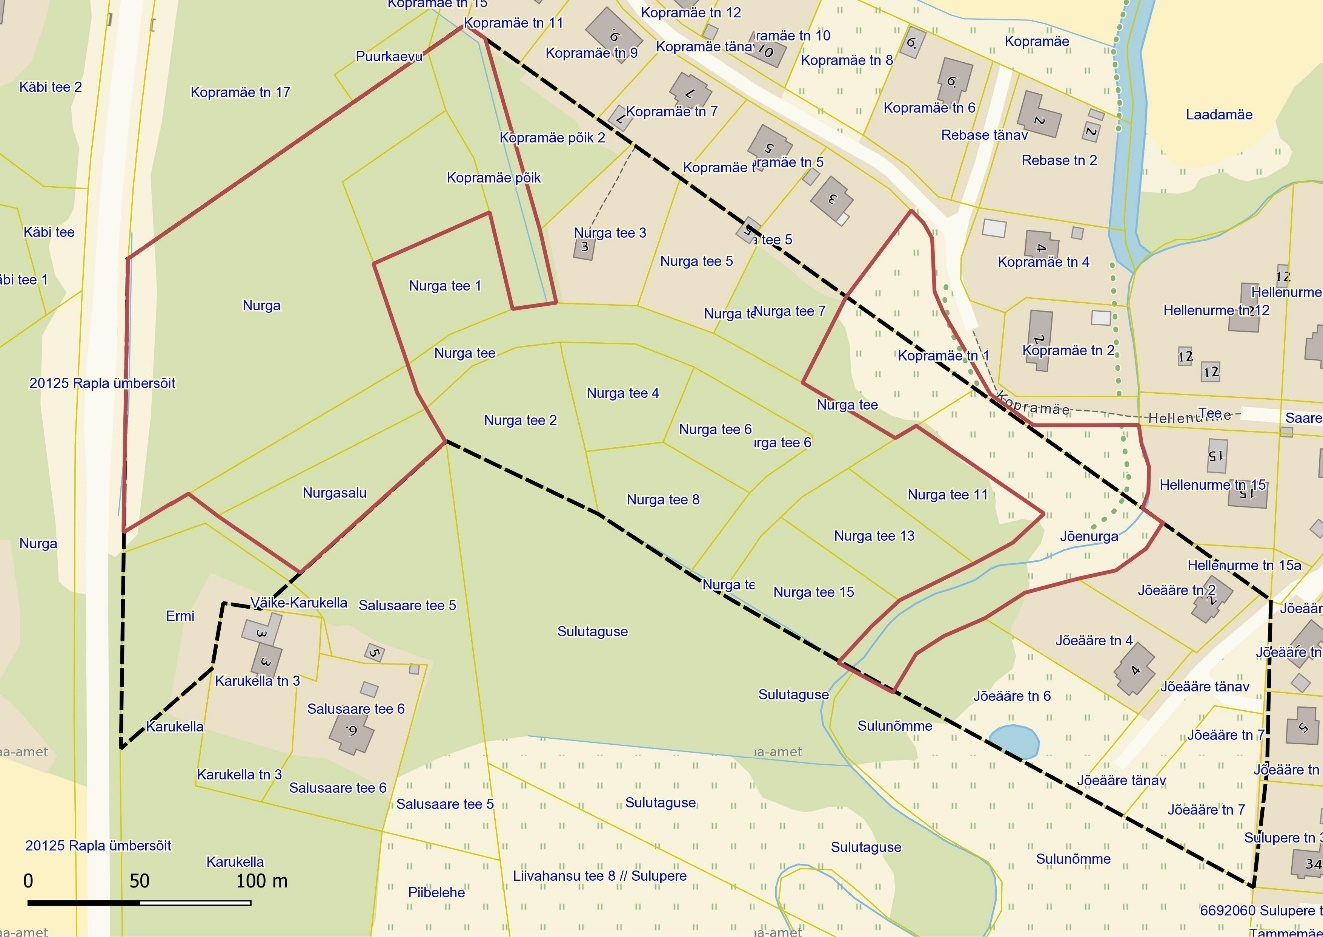 Kopramäe tn 15
Kopramäe tn 11
Kopramäe tn 12
Kopramäe tn 9
Kopramäe täna
ramäe tn 10
Kopramäe tn 8
Kopramäe
Puurkaevu
Käbi tee 2
Kopramäe tn 17
Kopramäe tn 7
Kopramäe tn 6
Laadamäe
Kopramäe põik 2
Rebase tänav
Rebase tn 2
Kopramäe t
ramäe tn 5
Kopramäe põik
Käbi tee
Nurga tee 3
a tee 5
Nurga tee 5
Kopramäe tn 4
äbi tee 1
Nurga tee 1
Nurga
Nurga te
Nurga tee 7
Hellenurme
Hellenurme tn 12
Nurga tee
Kopramäe tn 1
Kopramäe tn 2
20125 Rapla ümbersõit
Nurga tee 4
Nurga tee
Kopramäe
Hellenurme
Tee
Saare
Nurga tee 2
Nurga tee 6
urga tee 6
Nurgasalu
Nurga tee 8
Nurga tee 11
Hellenurme tn 15
Nurga
Nurga tee 13
Jõenurga
Hellenurme tn 15a
Nurga te
Nurga tee 15
Jõeääre tn 2
Väike-Karukella
Salusaare tee 5
Jõeäär
Ermi
Sulutaguse
Jõeääre tn 4
Jõeääre tn
Karukella tn 3
Jõeääre tänav
Sulutaguse
Jõeääre tn 6
Salusaare tee 6
Karukella
Sulunõmme
Jõeääre tn 7
aa-amet
aa-amet
Karukella tn 3
Jõeääre tn
Salusaare tee 6
Jõeääre tänav
Salusaare tee 5
Sulutaguse
Jõeääre tn 7
20125 Rapla ümbersõit
Sulutaguse
Sulupere tn 3
Karukella
Sulunõmme
34
0 50 100 m
Liivahansu tee 8 // Sulupere
Piibelehe
6692060 Sulupere t
aa-amet
aa-amet
Tammemäe